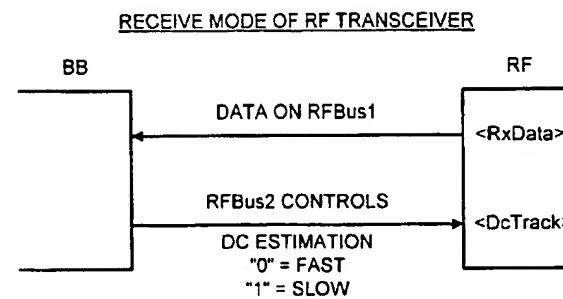 RECEIVE MODE OF RF TRANSCEIVER
BB
RF
DATA ON RFBus1
<RxData>
RFBus2 CONTROLS
<DcTrack>
DC ESTIMATION
"0" = FAST
"1" = SLOW